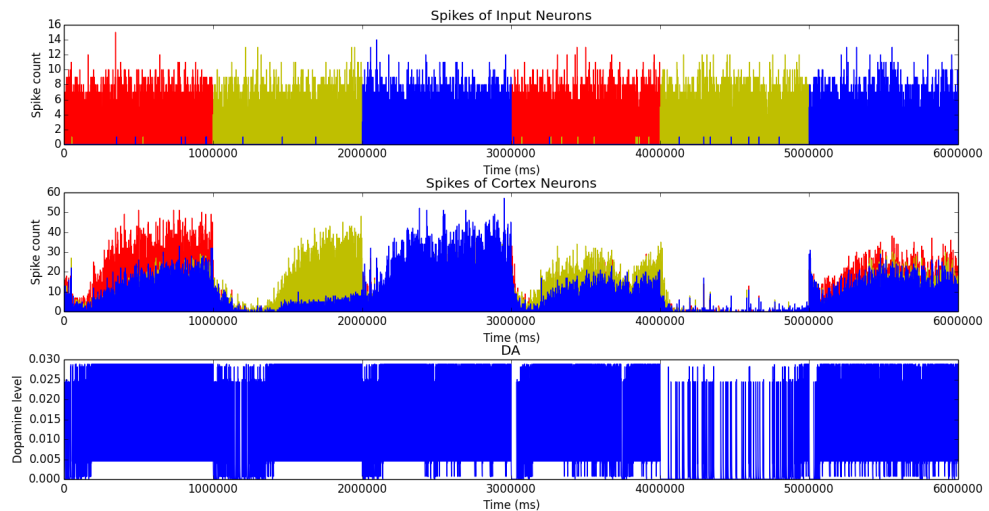 Spikes of Input Neurons
Spike count
16
14
12
10
8
6
4
2
0
0 1000000 2000000 3000000 4000000 5000000 6000000
Time (ms)
Spikes of Cortex Neurons
Spike count
60
50
40
30
20
10
0
0 1000000 2000000 3000000 4000000 5000000 6000000
Time (ms)
DA
Dopamine level
0.030
0.025
0.020
0.015
0.010
0.005
0.000
0 1000000 2000000 3000000 4000000 5000000 6000000
Time (ms)